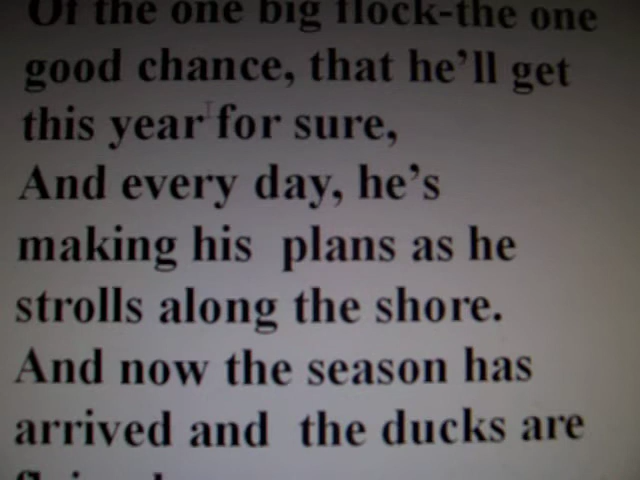 Of the one big flock-the one
good chance, that he'll get
this year for sure,
And every day, he's
making his  plans as he
strolls along the shore.
And now the season has
arrived and  the ducks are